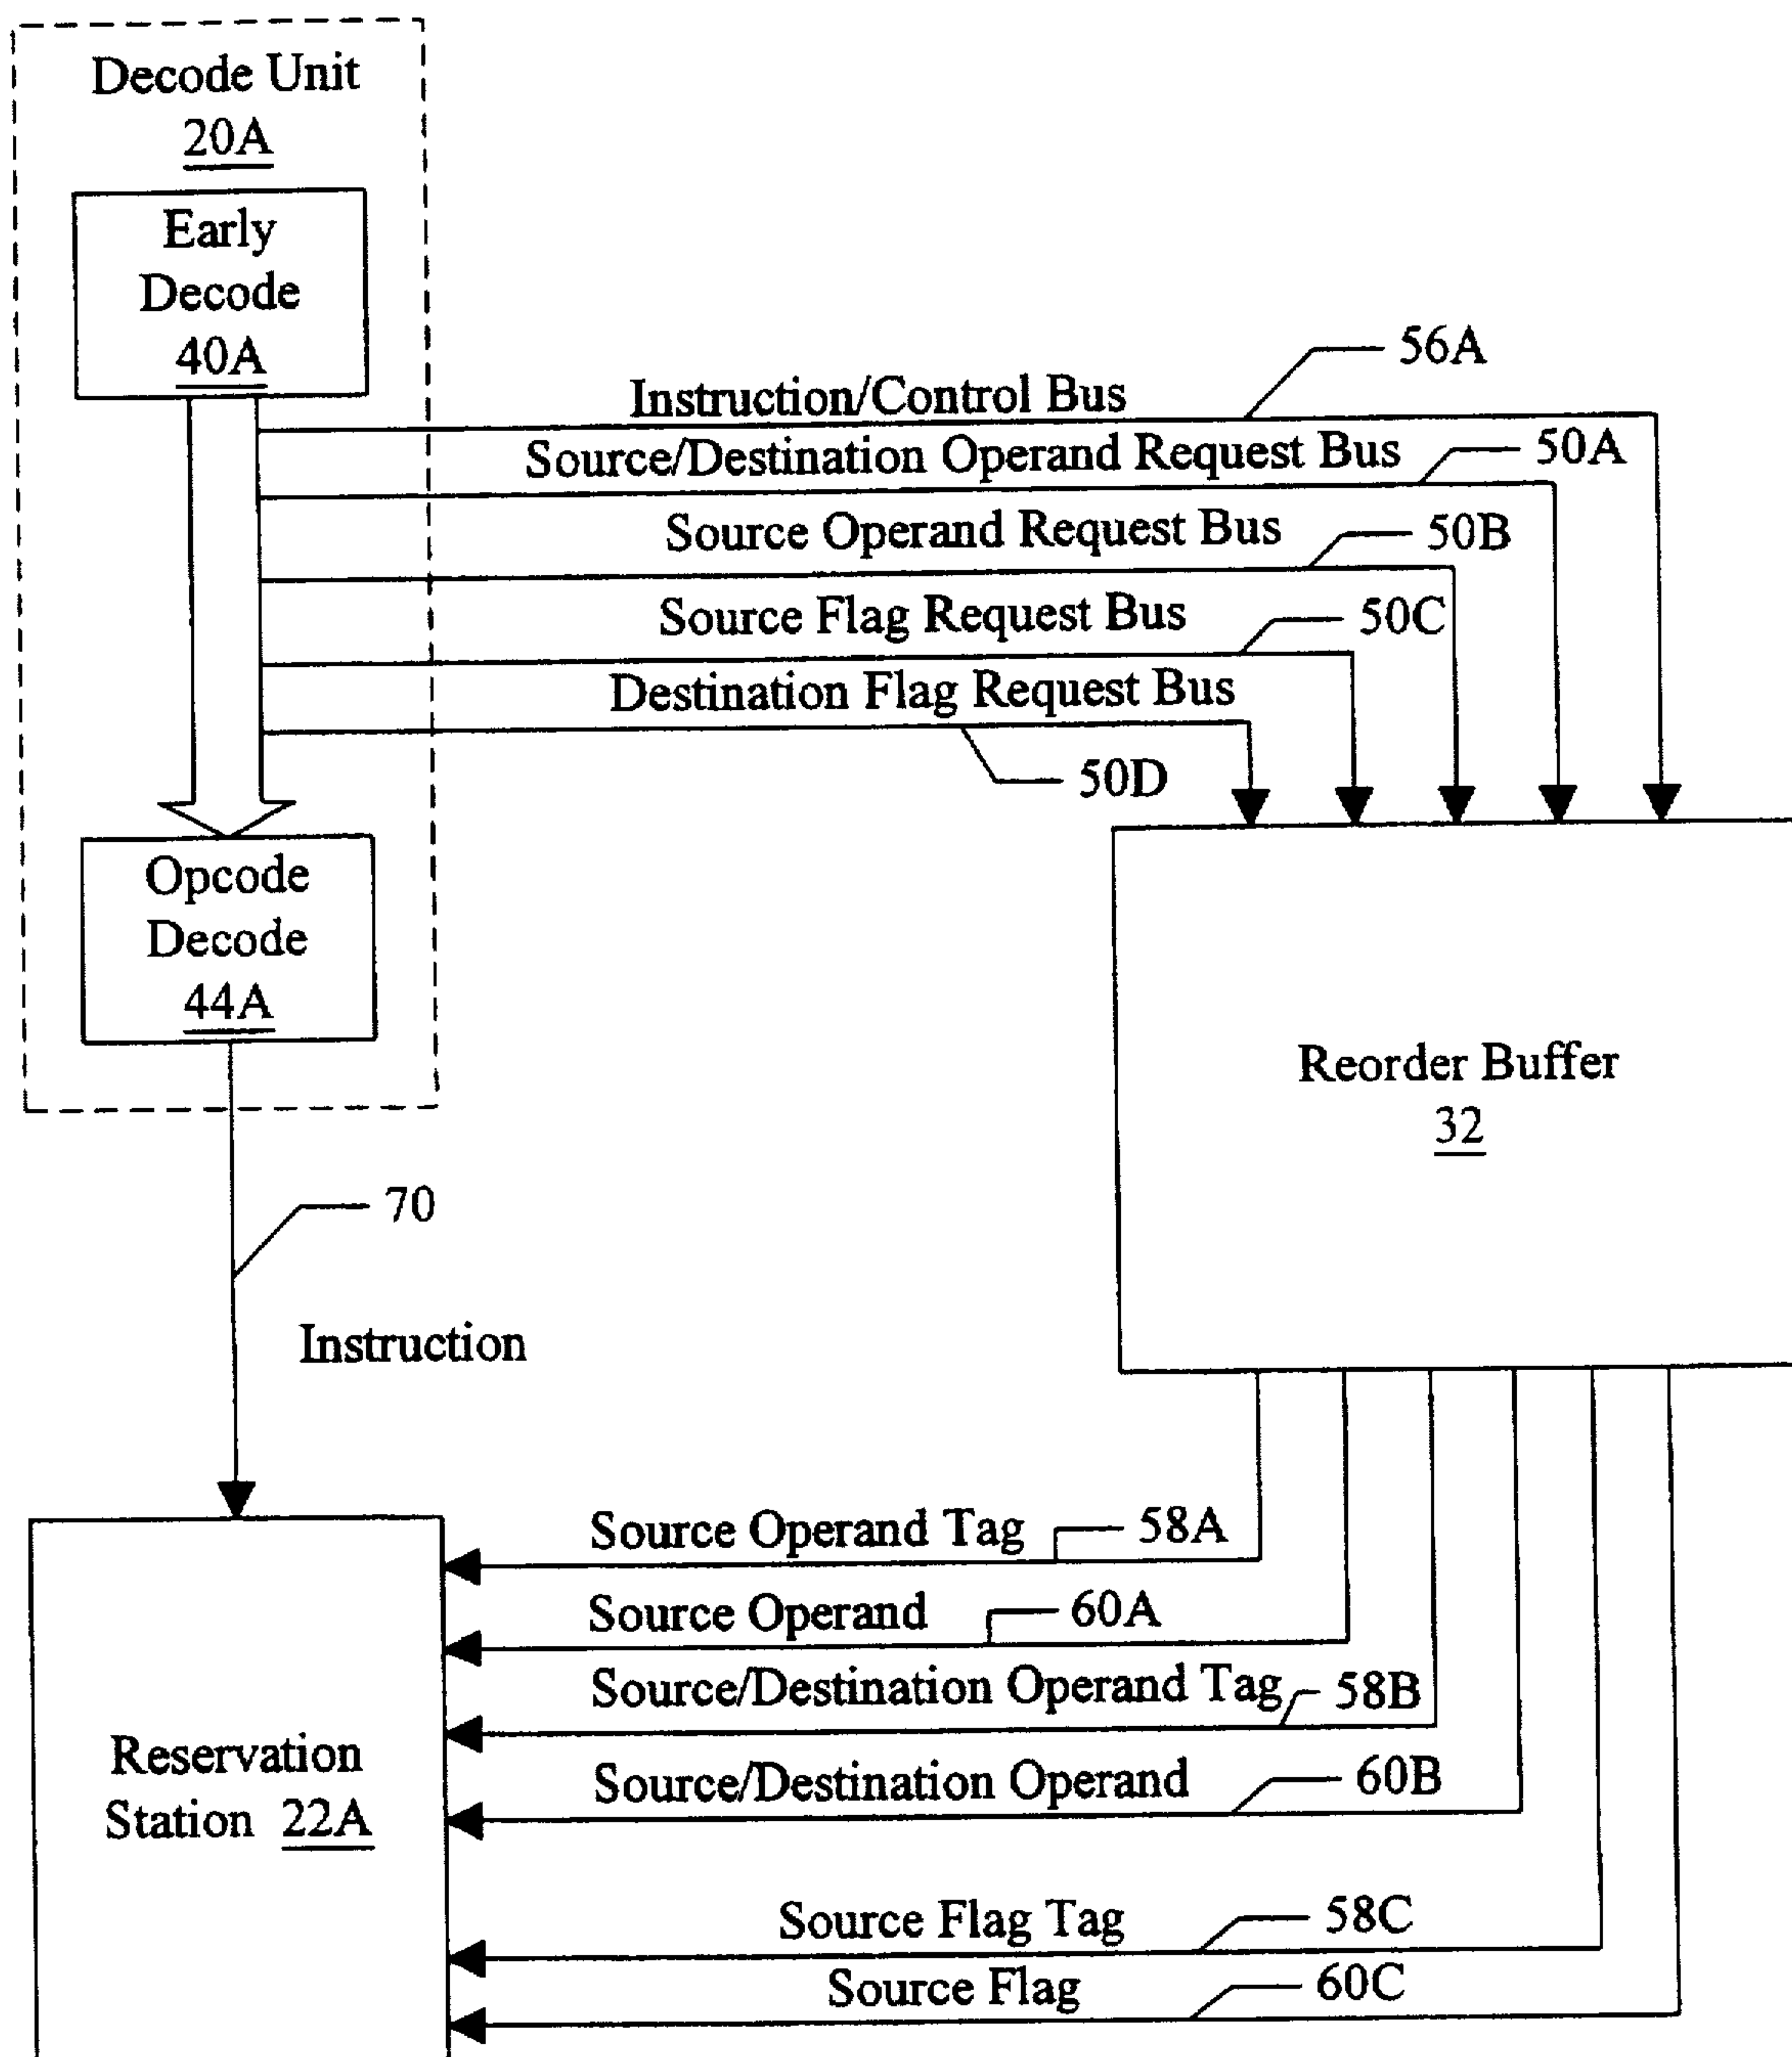 Decode Unit
20A
Early
Decode
40A
56A
Instruction/Control Bus
Source/Destination Operand Request Bus
50A
Source Operand Request Bus
50B
Source Flag Request Bus
50C
Destination Flag Request Bus
50D
Opcode
Decode
44A
Reorder Buffer
32
70
Instruction
Source Operand Tag
58A
Source Operand
60A
Source/Destination Operand Tag
58B
Reservation
Station 22A
Source/Destination Operand
60B
Source Flag Tag
58C
Source Flag
60C